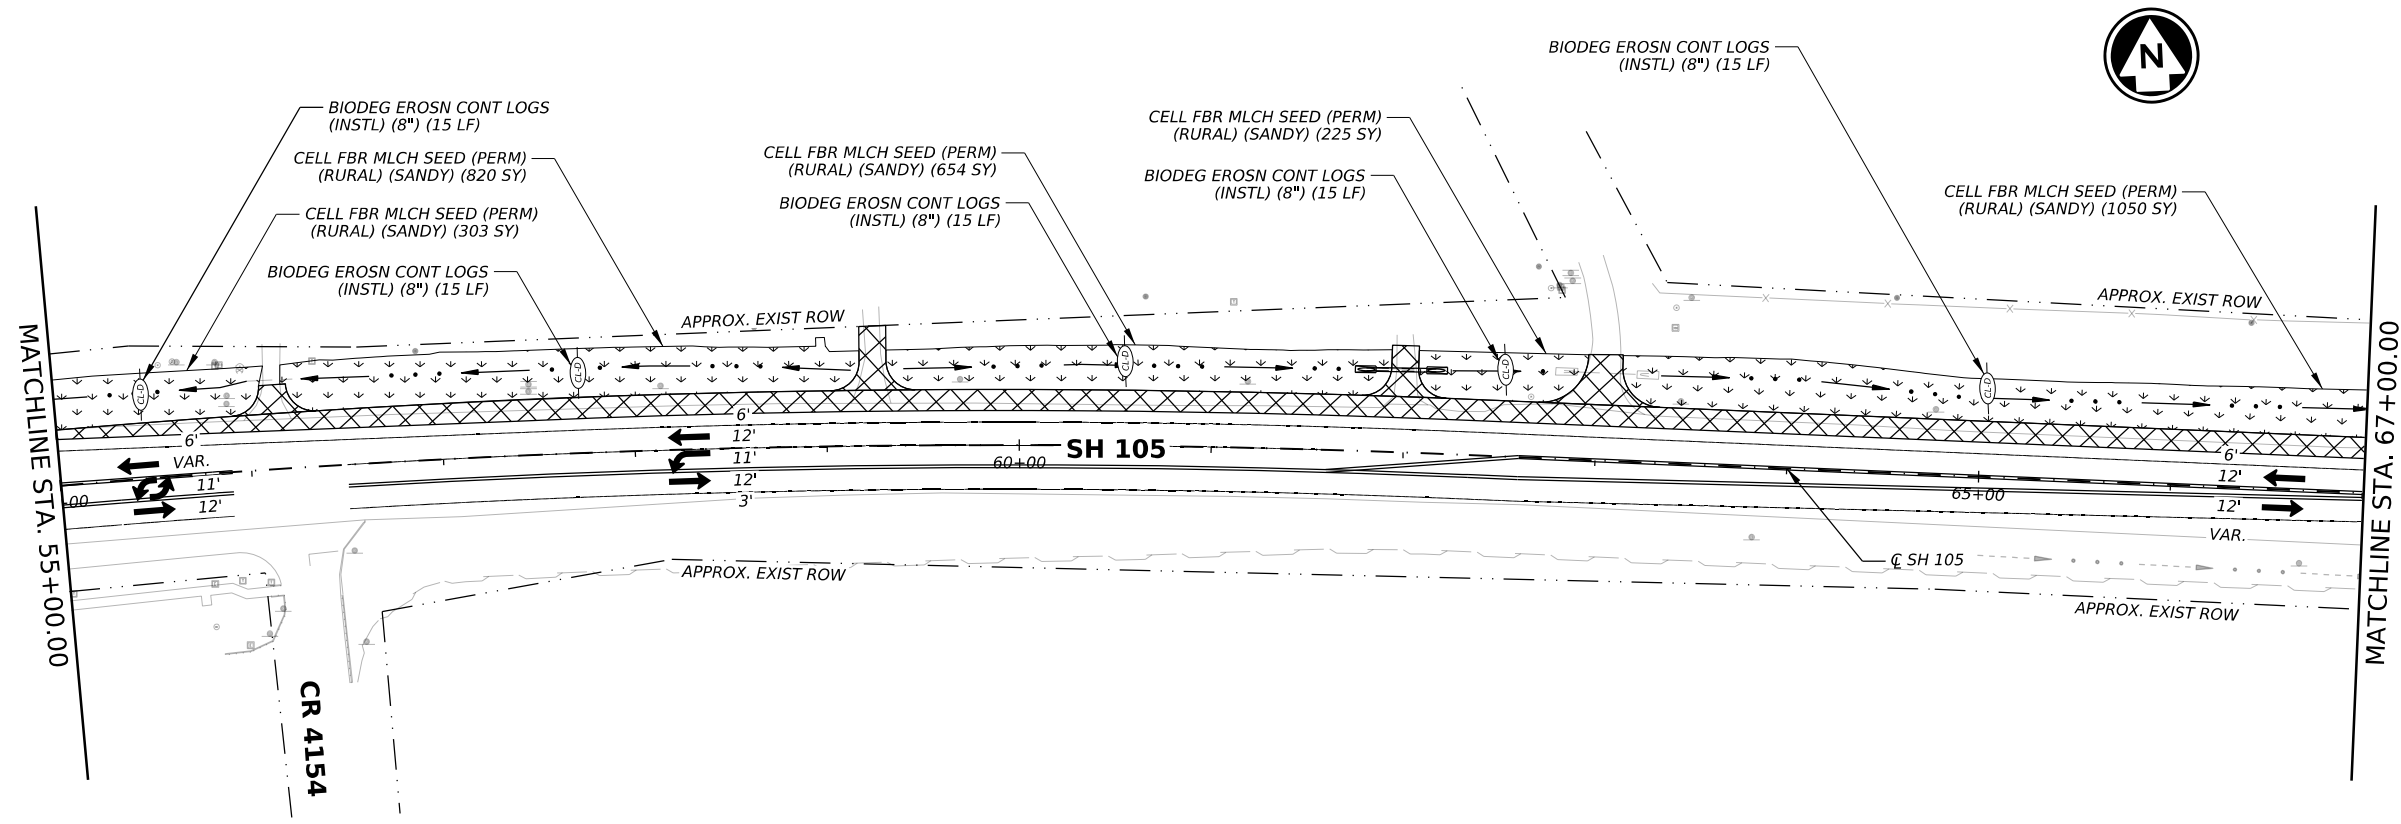 BIODEG EROSN CONT LOGS
(INSTL) (8") (15 LF)
N
BIODEG EROSN CONT LOGS
(INSTL) (8") (15 LF)
CELL FBR MLCH SEED (PERM)
(RURAL) (SANDY) (820 SY)
CELL FBR MLCH SEED (PERM)
(RURAL) (SANDY) (303 SY)
BIODEG EROSN CONT LOGS
(INSTL) (8") (15 LF)
CELL FBR MLCH SEED (PERM)
(RURAL) (SANDY) (654 SY)
BIODEG EROSN CONT LOGS
(INSTL) (8") (15 LF)
CELL FBR MLCH SEED (PERM)
(RURAL) (SANDY) (225 SY)
BIODEG EROSN CONT LOGS
(INSTL) (8") (15 LF)
CELL FBR MLCH SEED (PERM)
(RURAL) (SANDY) (1050 SY)
APPROX. EXIST ROW
APPROX. EXIST ROW
CL-D
CL-D
CL-D
CL-D
CL-D
MATCHLINE STA. 55+00.00
MATCHLINE STA. 67+00.00
6'
VAR.
11'
12'
00
6'
12'
11'
12'
3'
SH 105
60+00
65+00
6'
12'
12'
VAR.
℄ SH 105
APPROX. EXIST ROW
APPROX. EXIST ROW
CR 4154